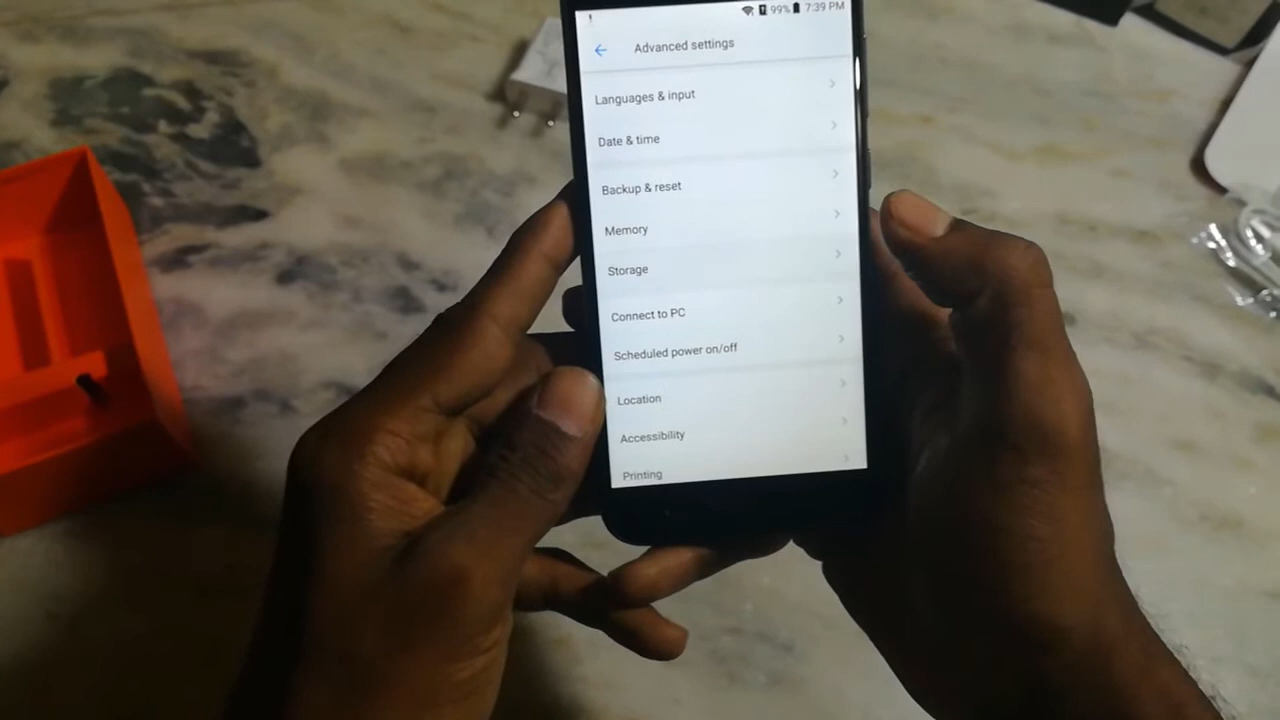 99% 7:39 PM
Advanced settings
Languages & input
Date & time
Backup & reset
Memory
Storage
Connect to PC
Scheduled power on/off
Location
Accessibility
Printing